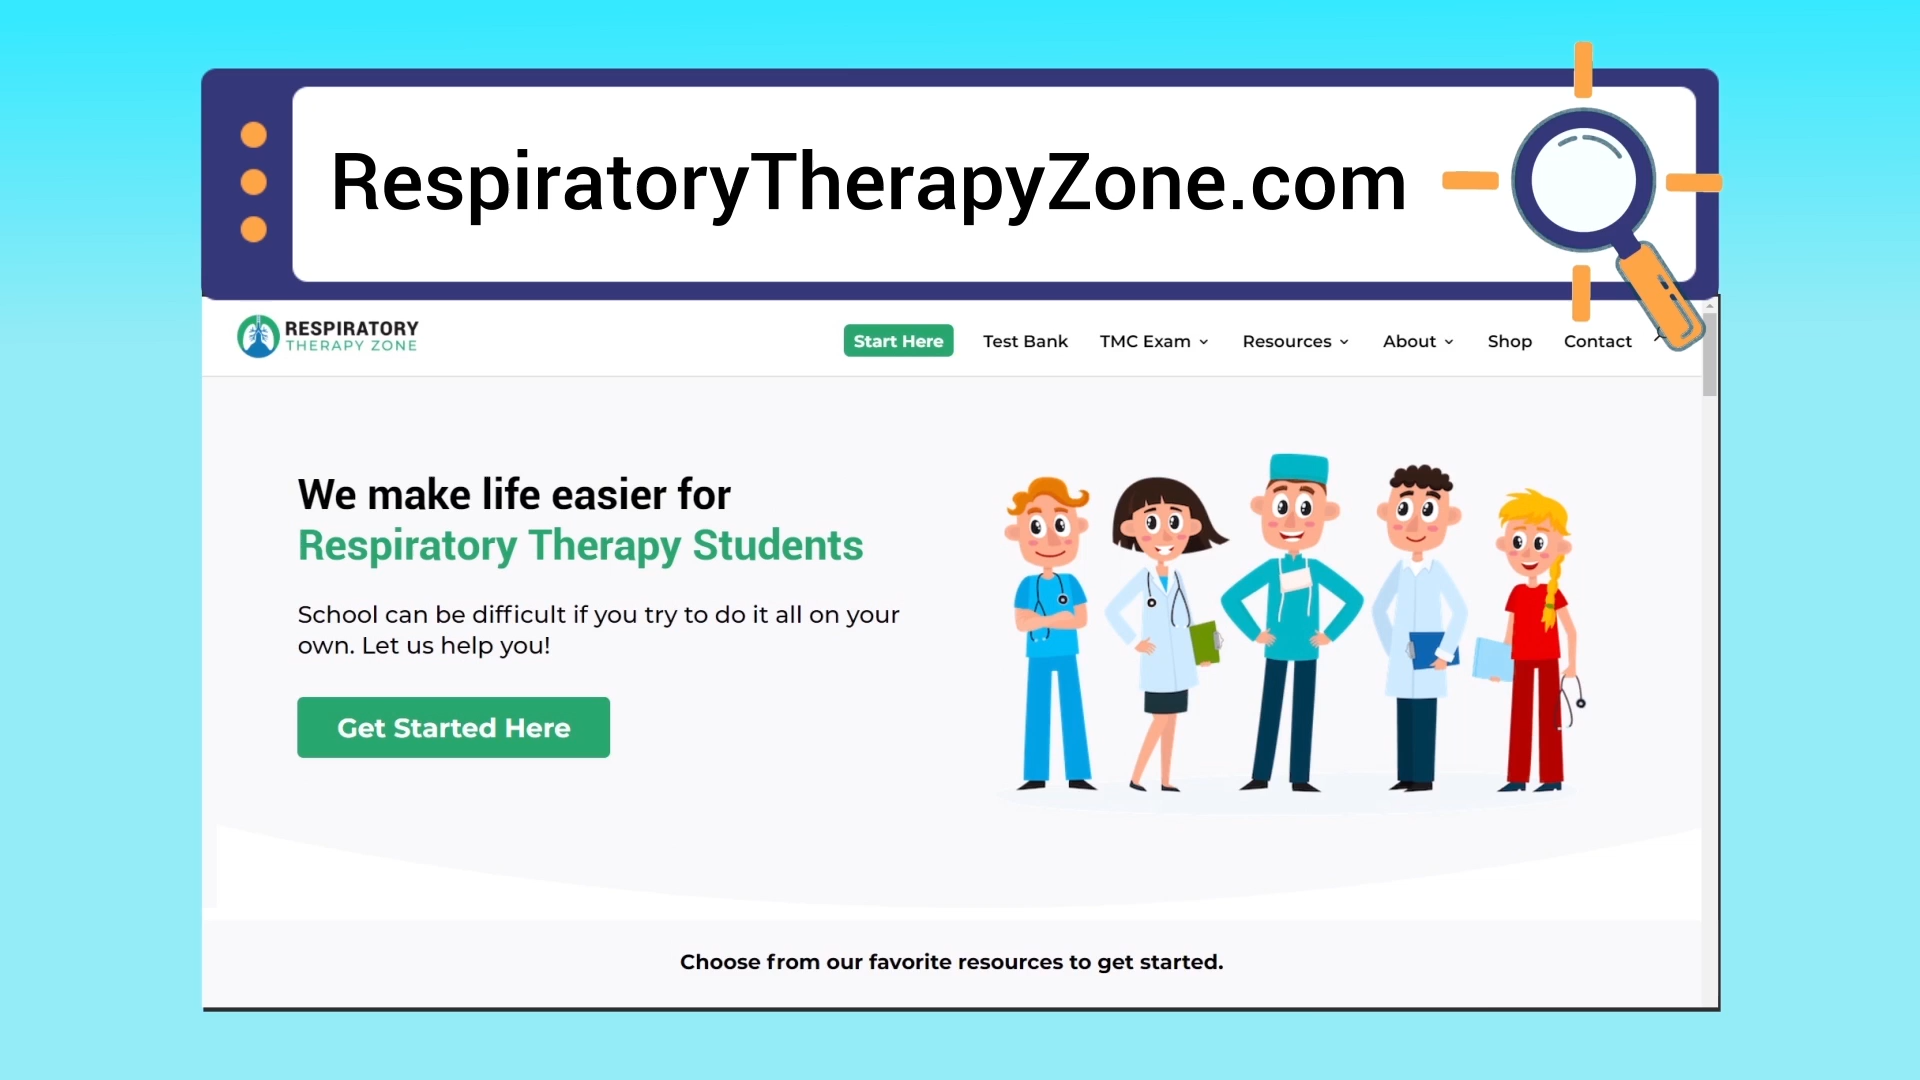 RespiratoryTherapyZone.com
RESPIRATORY
THERAPY ZONE
Start Here
Test Bank
TMC Exam
Resources
About
Shop
Contact
We make life easier for
Respiratory Therapy Students
School can be difficult if you try to do it all on your
own. Let us help you!
Get Started Here
Choose from our favorite resources to get started.